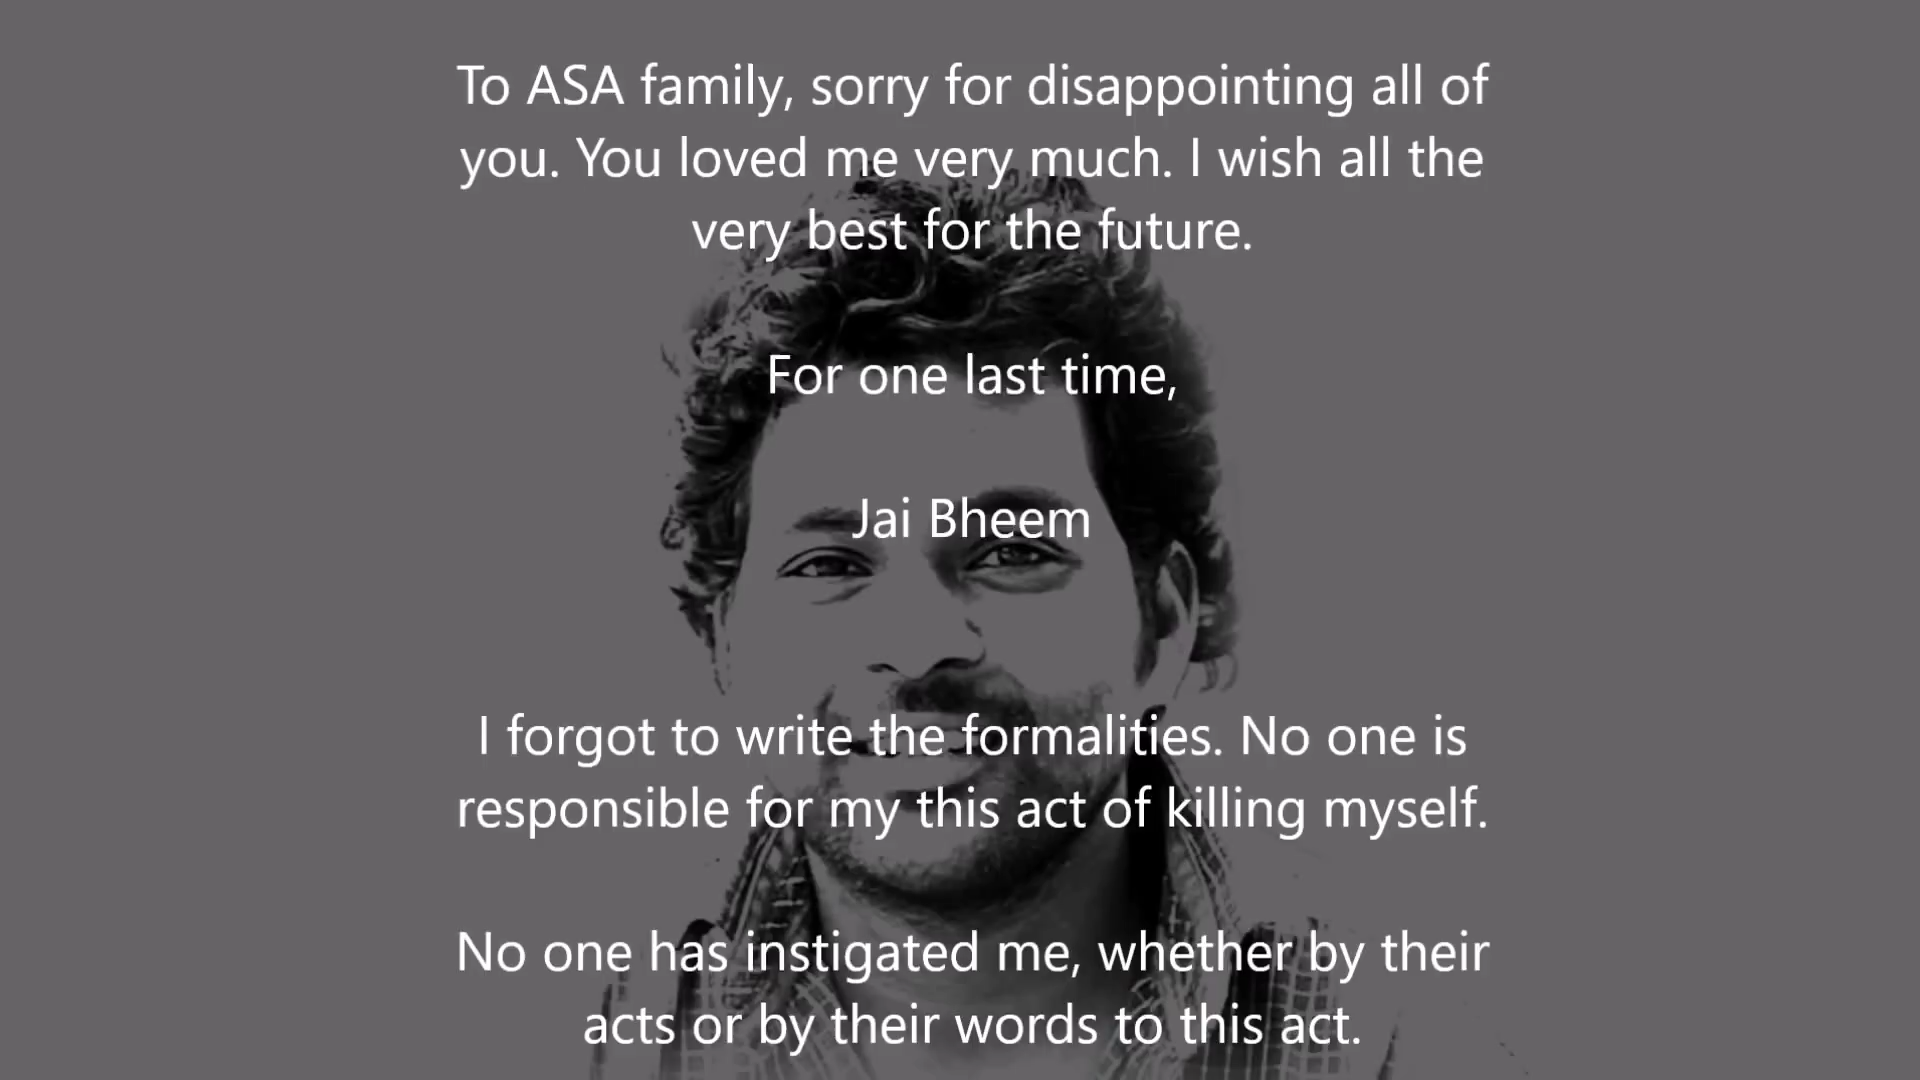 To ASA family, sorry for disappointing all of
you. You loved me very much. I wish all the
very best for the future.
For one last time,
Jai Bheem
I forgot to write the formalities. No one is
responsible for my this act of killing myself.
No one has instigated me, whether by their
acts or by their words to this act.